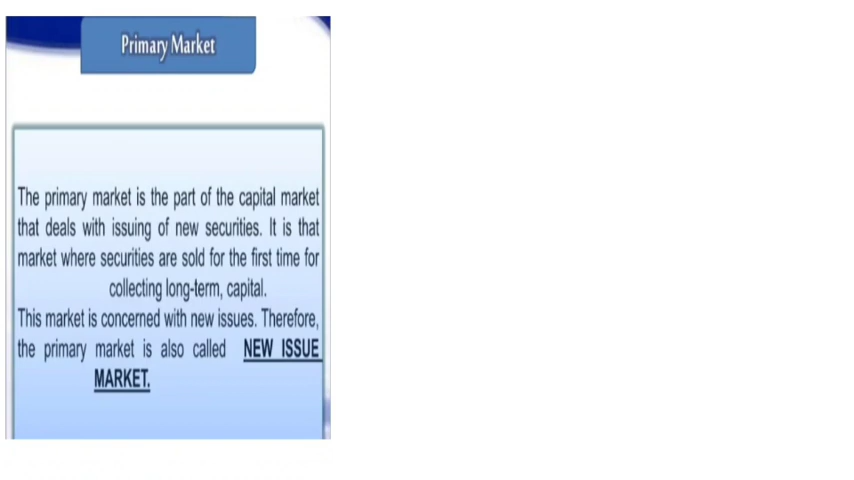 Primary Market
The primary market is the part of the capital market
that deals with issuing of new securities. It is that
market where securities are sold for the first time for
collecting long-term, capital.
This market is concerned with new issues. Therefore,
the primary market is also called NEW ISSUE
MARKET.